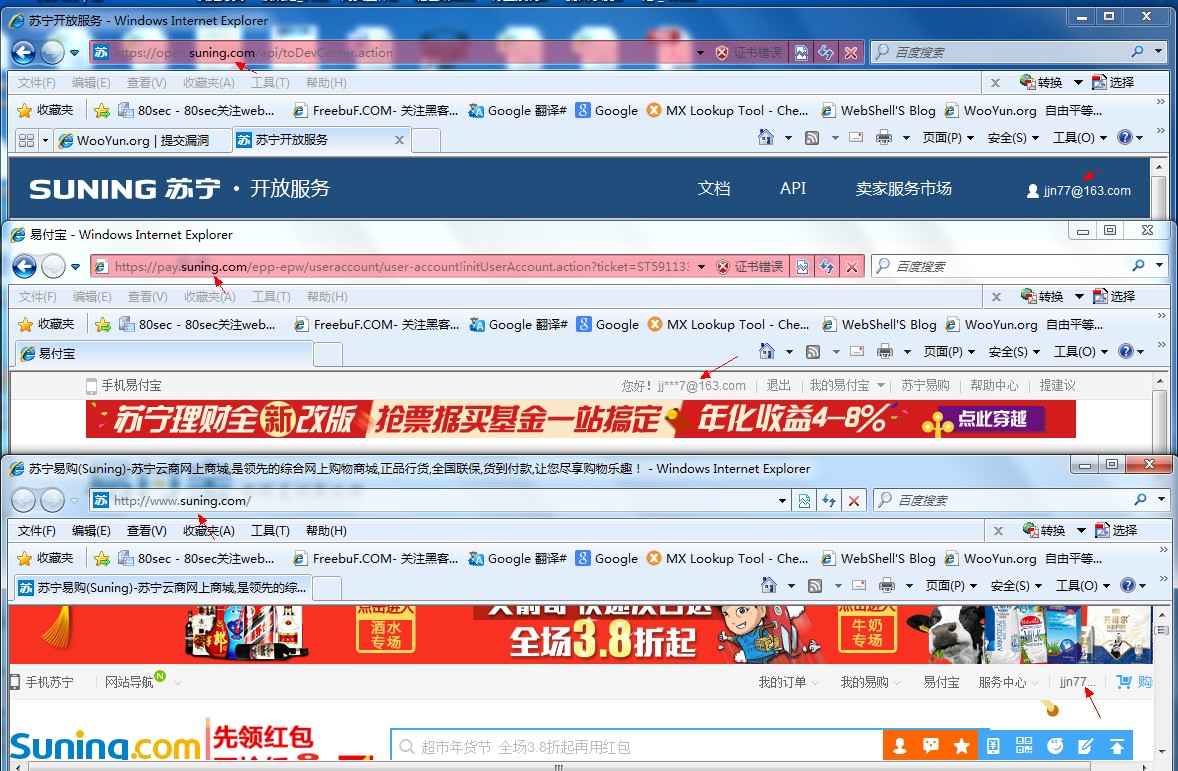 苏宁开放服务 - Windows Internet Explorer
https://open.suning.com/api/toDevCenter.action 证书错误 百度搜索
文件(F) 编辑(E) 查看(V) 收藏夹(A) 工具(T) 帮助(H) 转换 选择
收藏夹 80sec - 80sec关注web... FreebuF.COM- 关注黑客... Google 翻译# Google MX Lookup Tool - Che... WebShell'S Blog WooYun.org 自由平等...
WooYun.org | 提交漏洞 苏宁开放服务 页面(P) 安全(S) 工具(O)
SUNING 苏宁 · 开放服务 文档 API 卖家服务市场 jjn77@163.com
易付宝 - Windows Internet Explorer
https://pay.suning.com/epp-epw/useraccount/user-account!initUserAccount.action?ticket=ST59113 证书错误 百度搜索
文件(F) 编辑(E) 查看(V) 收藏夹(A) 工具(T) 帮助(H) 转换 选择
收藏夹 80sec - 80sec关注web... FreebuF.COM- 关注黑客... Google 翻译# Google MX Lookup Tool - Che... WebShell'S Blog WooYun.org 自由平等...
易付宝 页面(P) 安全(S) 工具(O)
手机易付宝 您好！jj***7@163.com 退出 我的易付宝 苏宁易购 帮助中心 提建议
苏宁理财全新改版 抢票报买基金一站搞定 年化收益4-8% 点此穿越
苏宁易购(Suning)-苏宁云商网上商城,是领先的综合网上购物商城,正品行货,全国联保,货到付款,让您尽享购物乐趣！ - Windows Internet Explorer
http://www.suning.com/ 百度搜索
文件(F) 编辑(E) 查看(V) 收藏夹(A) 工具(T) 帮助(H) 转换 选择
收藏夹 80sec - 80sec关注web... FreebuF.COM- 关注黑客... Google 翻译# Google MX Lookup Tool - Che... WebShell'S Blog WooYun.org 自由平等...
苏宁易购(Suning)-苏宁云商网上商城,是领先的综... 页面(P) 安全(S) 工具(O)
点击进入 酒水专场 全场3.8折起 点击进入 牛奶专场
手机苏宁 网站导航 N 我的订单 我的易购 易付宝 服务中心 jjn77... 购
Suning.com 先领红包 超市年货节 全场3.8折起再用红包